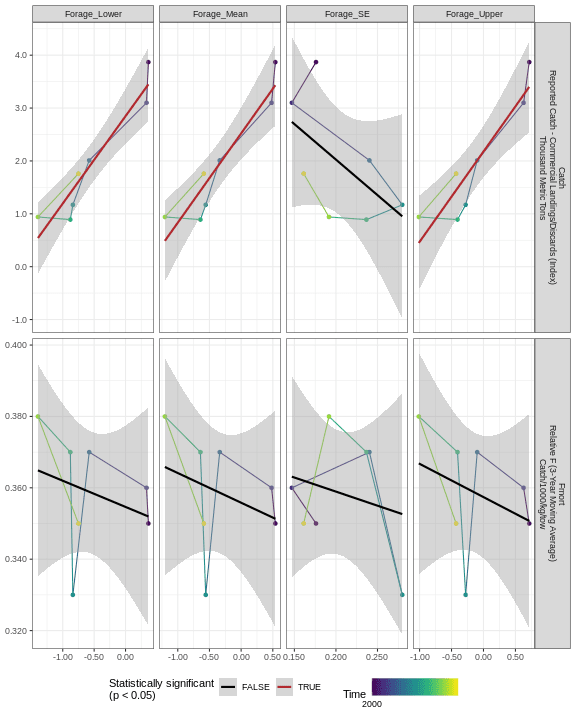 Forage_Lower
Forage_Mean
Forage_SE
Forage_Upper
4.0
3.0
2.0
1.0
0.0
-1.0
Catch
Reported Catch - Commercial Landings/Discards (Index)
Thousand Metric Tons
0.400
0.380
0.360
0.340
0.320
Fmort
Relative F (3-Year Moving Average)
Catch/1000/kg/tow
-1.00 -0.50 0.00
-1.00 -0.50 0.00 0.50
0.150 0.200 0.250
-1.00 -0.50 0.00 0.50
Statistically significant
(p < 0.05)
FALSE
TRUE
Time
2000